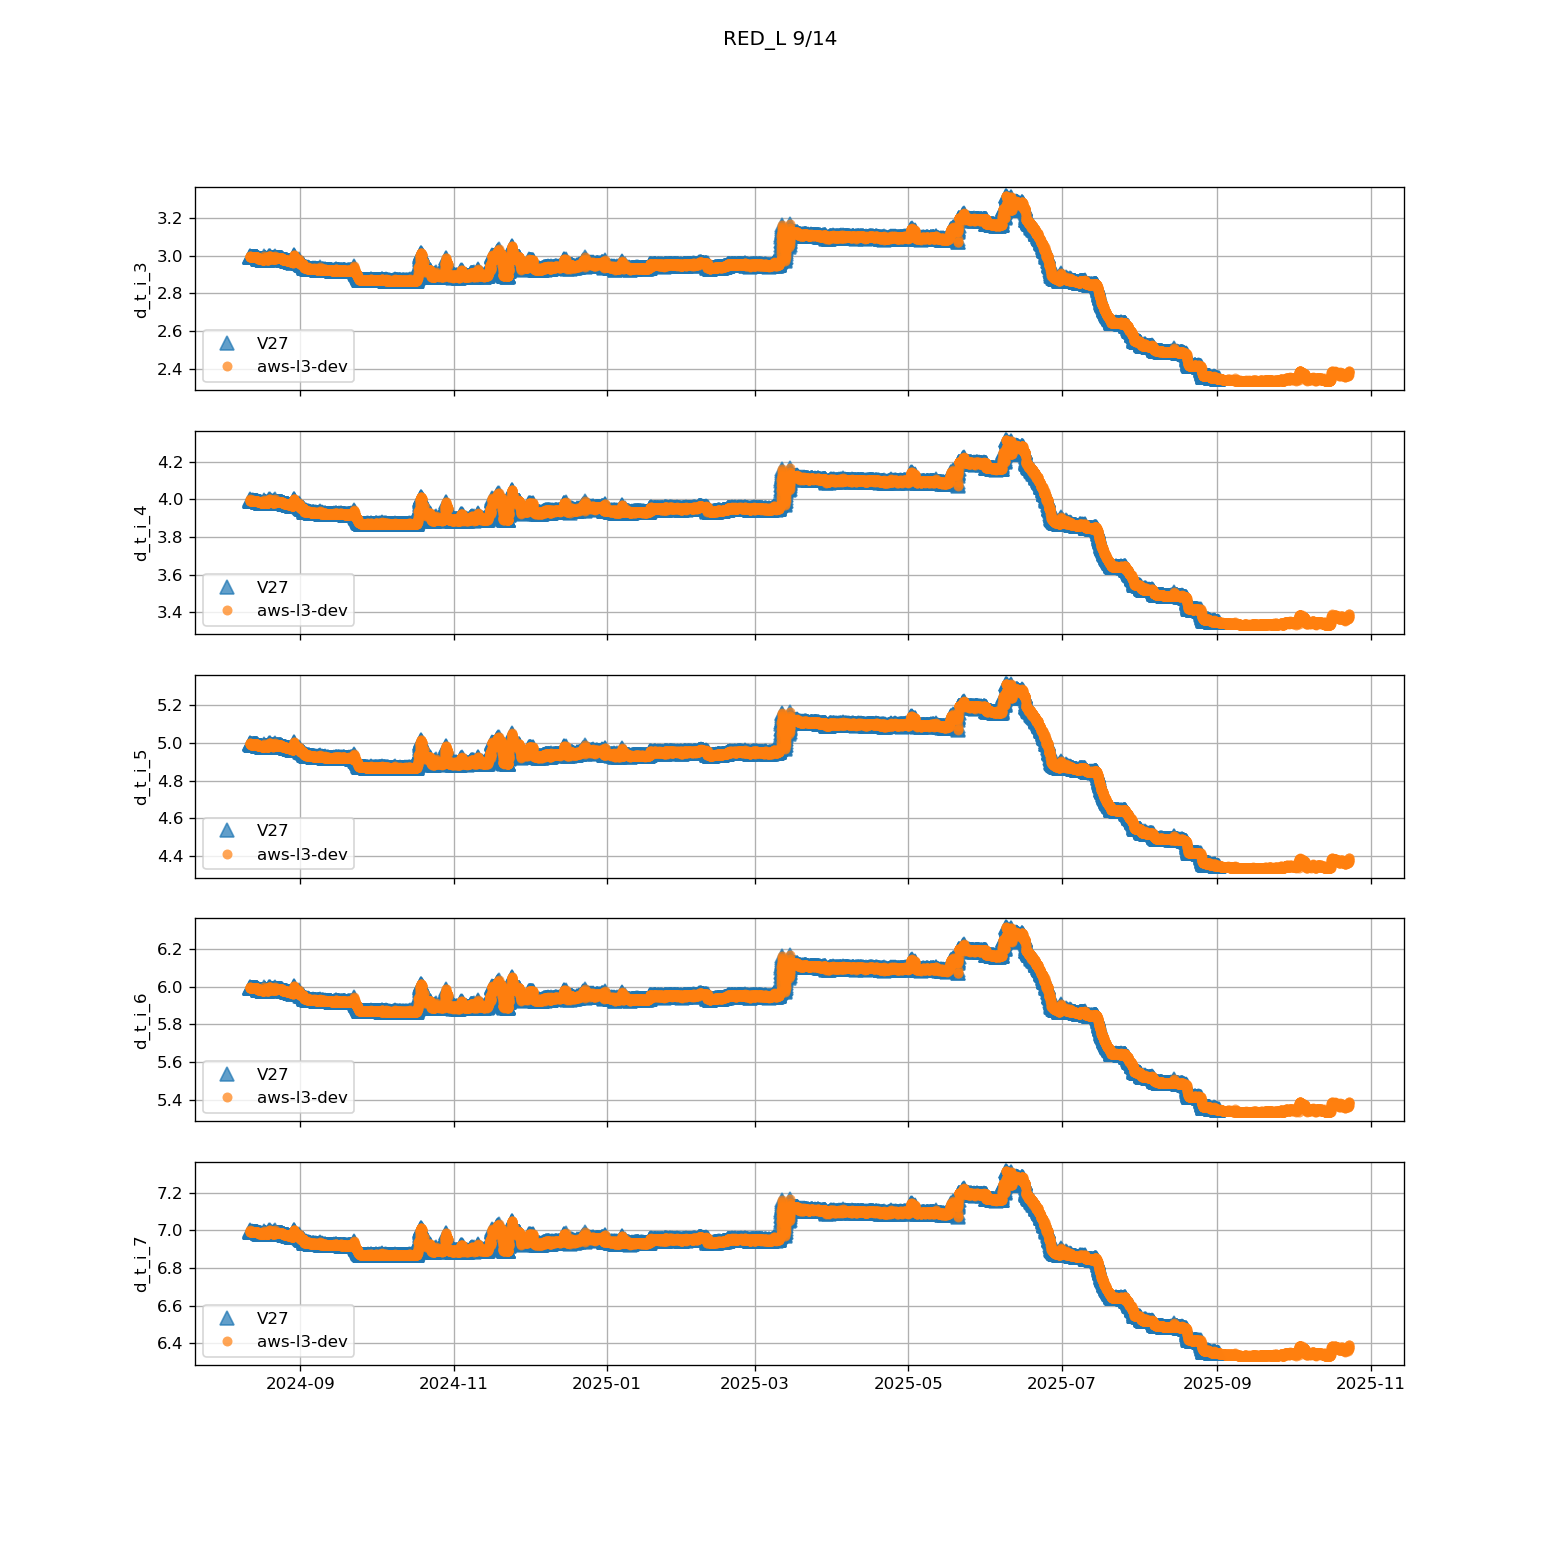 RED_L 9/14
3.2
3.0
2.8
2.6
2.4
d_t_i_3
V27
aws-l3-dev
4.2
4.0
3.8
3.6
3.4
d_t_i_4
V27
aws-l3-dev
5.2
5.0
4.8
4.6
4.4
d_t_i_5
V27
aws-l3-dev
6.2
6.0
5.8
5.6
5.4
d_t_i_6
V27
aws-l3-dev
7.2
7.0
6.8
6.6
6.4
d_t_i_7
V27
aws-l3-dev
2024-09 2024-11 2025-01 2025-03 2025-05 2025-07 2025-09 2025-11